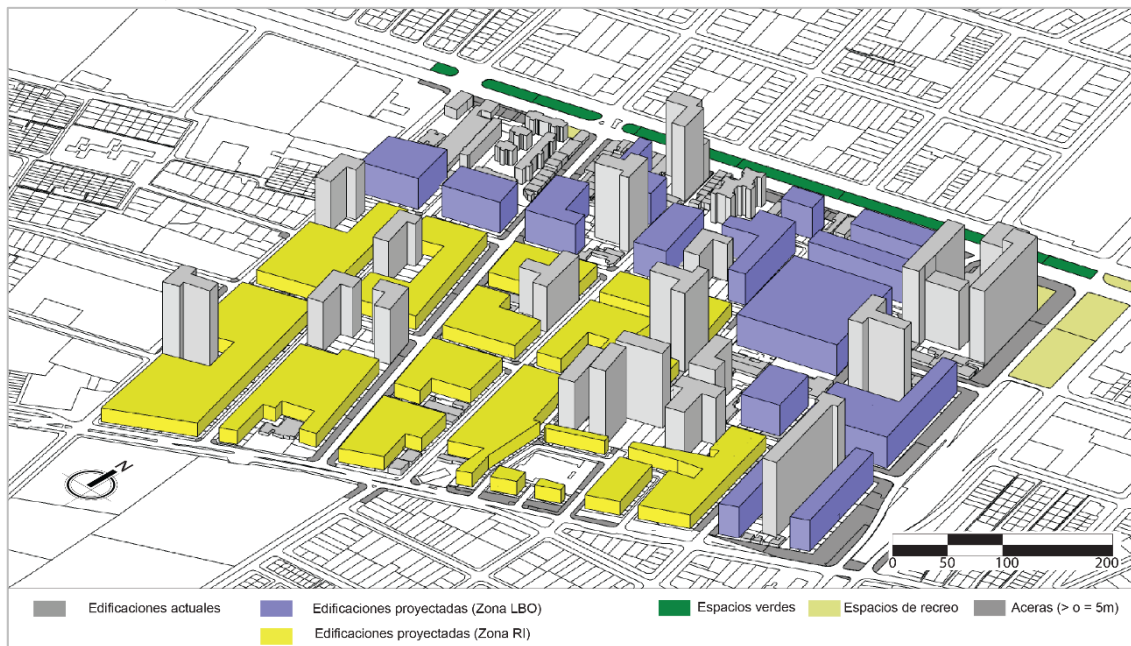 N
0 50 100 200
Edificaciones actuales
Edificaciones proyectadas (Zona LBO)
Espacios verdes
Espacios de recreo
Aceras (> o = 5m)
Edificaciones proyectadas (Zona RI)